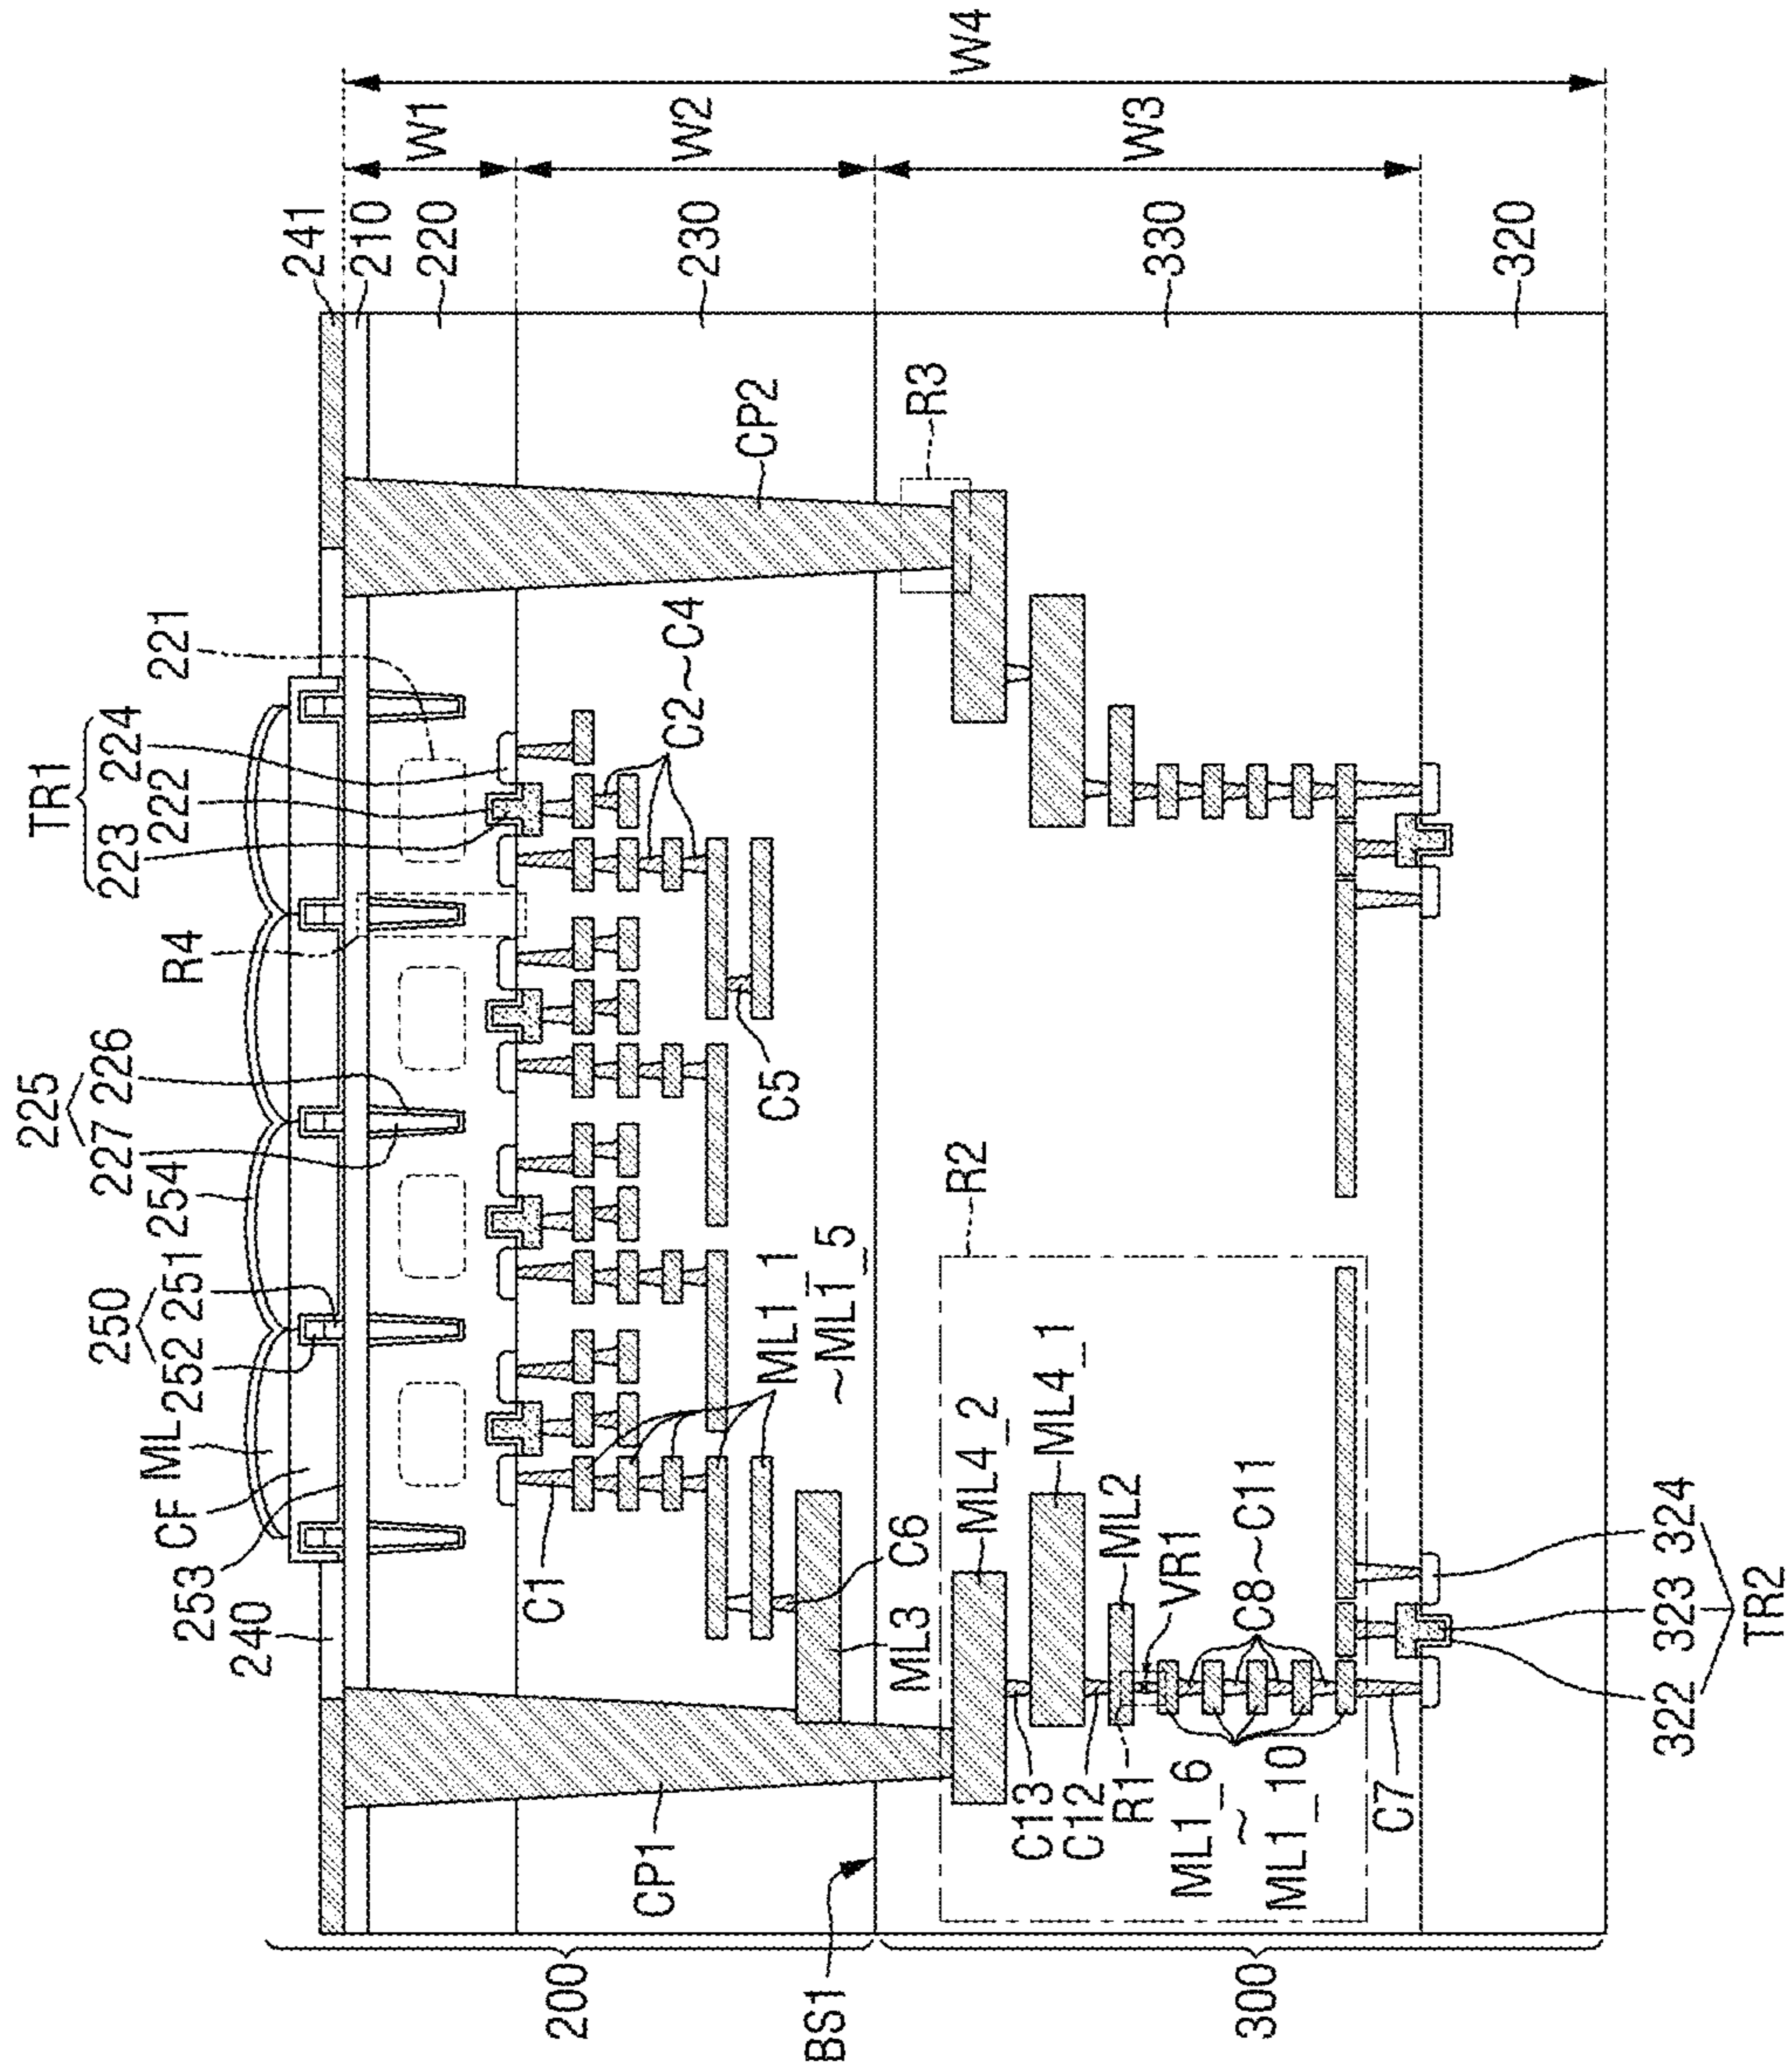 TR1
223 222 224
221
R4
225
227 226
254
250
252 251
ML
CF
253
240
241
210
220
230
330
320
W1
W2
W3
W4
CP2
R3
C2~C4
C5
ML1_1
~ML1_5
C1
C6
ML3
CP1
BS1
200
300
R2
ML4_2
ML4_1
ML2
VR1
C8~C11
C13
C12
R1
ML1_6
~
ML1_10
C7
322 323 324
TR2